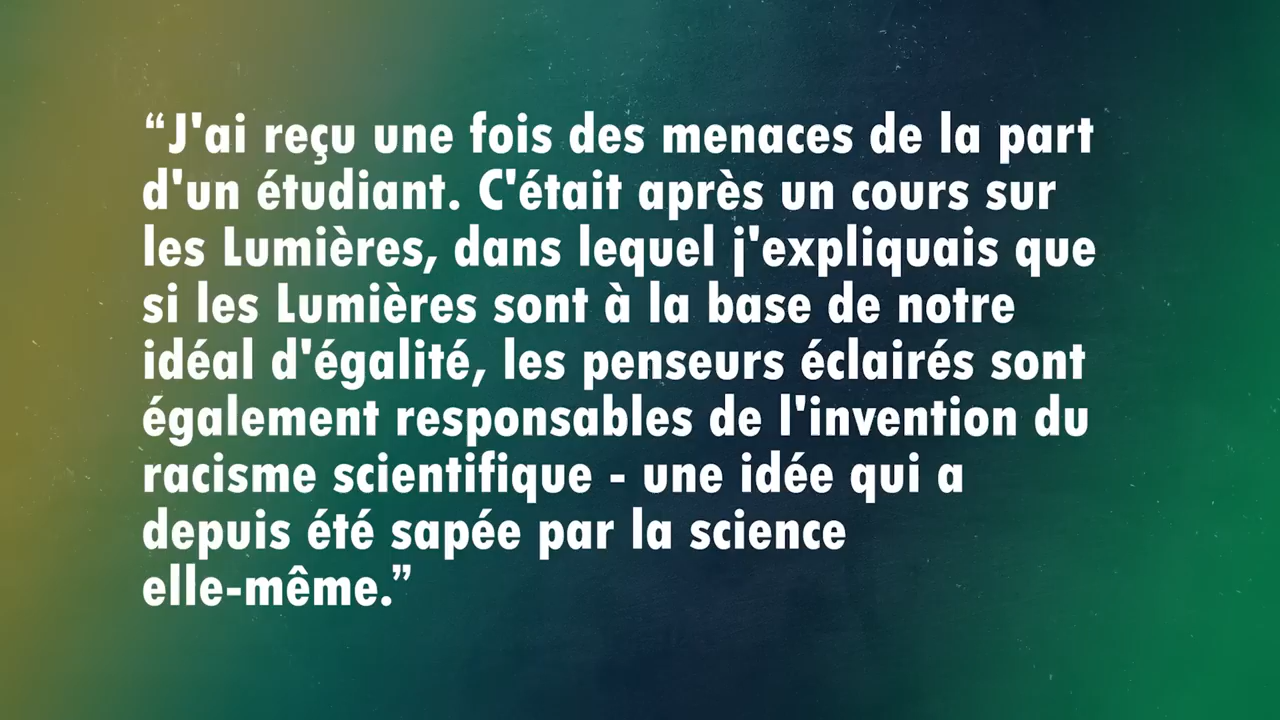 “J'ai reçu une fois des menaces de la part
d'un étudiant. C'était après un cours sur
les Lumières, dans lequel j'expliquais que
si les Lumières sont à la base de notre
idéal d'égalité, les penseurs éclairés sont
également responsables de l'invention du
racisme scientifique - une idée qui a
depuis été sapée par la science
elle-même.”